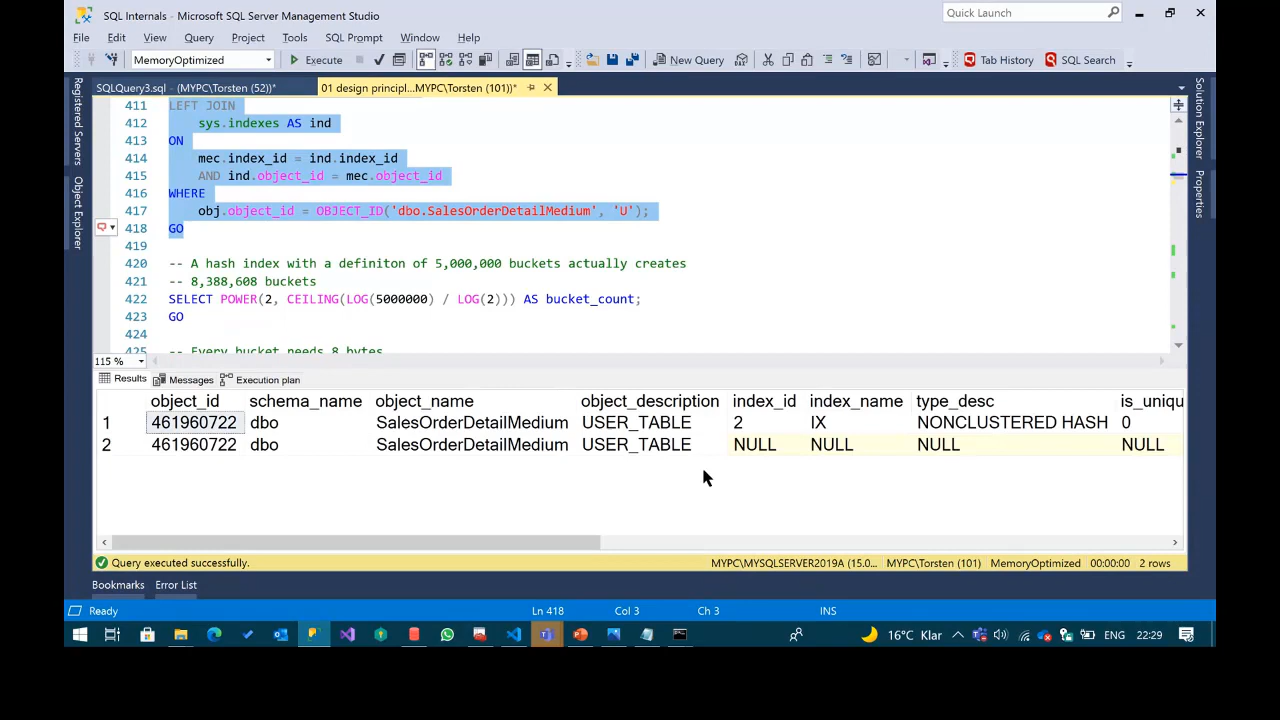 SQL Internals - Microsoft SQL Server Management Studio
Quick Launch
File Edit View Query Project Tools SQL Prompt Window Help
MemoryOptimized Execute New Query Tab History SQL Search
SQLQuery3.sql - (MYPC\Torsten (52))* 01 design principl...MYPC\Torsten (101))*
Registered Servers
Object Explorer
Solution Explorer
Properties
411 LEFT JOIN
412 sys.indexes AS ind
413 ON
414 mec.index_id = ind.index_id
415 AND ind.object_id = mec.object_id
416 WHERE
417 obj.object_id = OBJECT_ID('dbo.SalesOrderDetailMedium', 'U');
418 GO
419
420 -- A hash index with a definiton of 5,000,000 buckets actually creates
421 -- 8,388,608 buckets
422 SELECT POWER(2, CEILING(LOG(5000000) / LOG(2))) AS bucket_count;
423 GO
424
425 -- Every bucket needs 8 bytes
115 %
Results Messages Execution plan
object_id schema_name object_name object_description index_id index_name type_desc is_uniqu
1 461960722 dbo SalesOrderDetailMedium USER_TABLE 2 IX NONCLUSTERED HASH 0
2 461960722 dbo SalesOrderDetailMedium USER_TABLE NULL NULL NULL NULL
Query executed successfully. MYPC\MYSQLSERVER2019A (15.0... MYPC\Torsten (101) MemoryOptimized 00:00:00 2 rows
Bookmarks Error List
Ready Ln 418 Col 3 Ch 3 INS
16°C Klar ENG 22:29